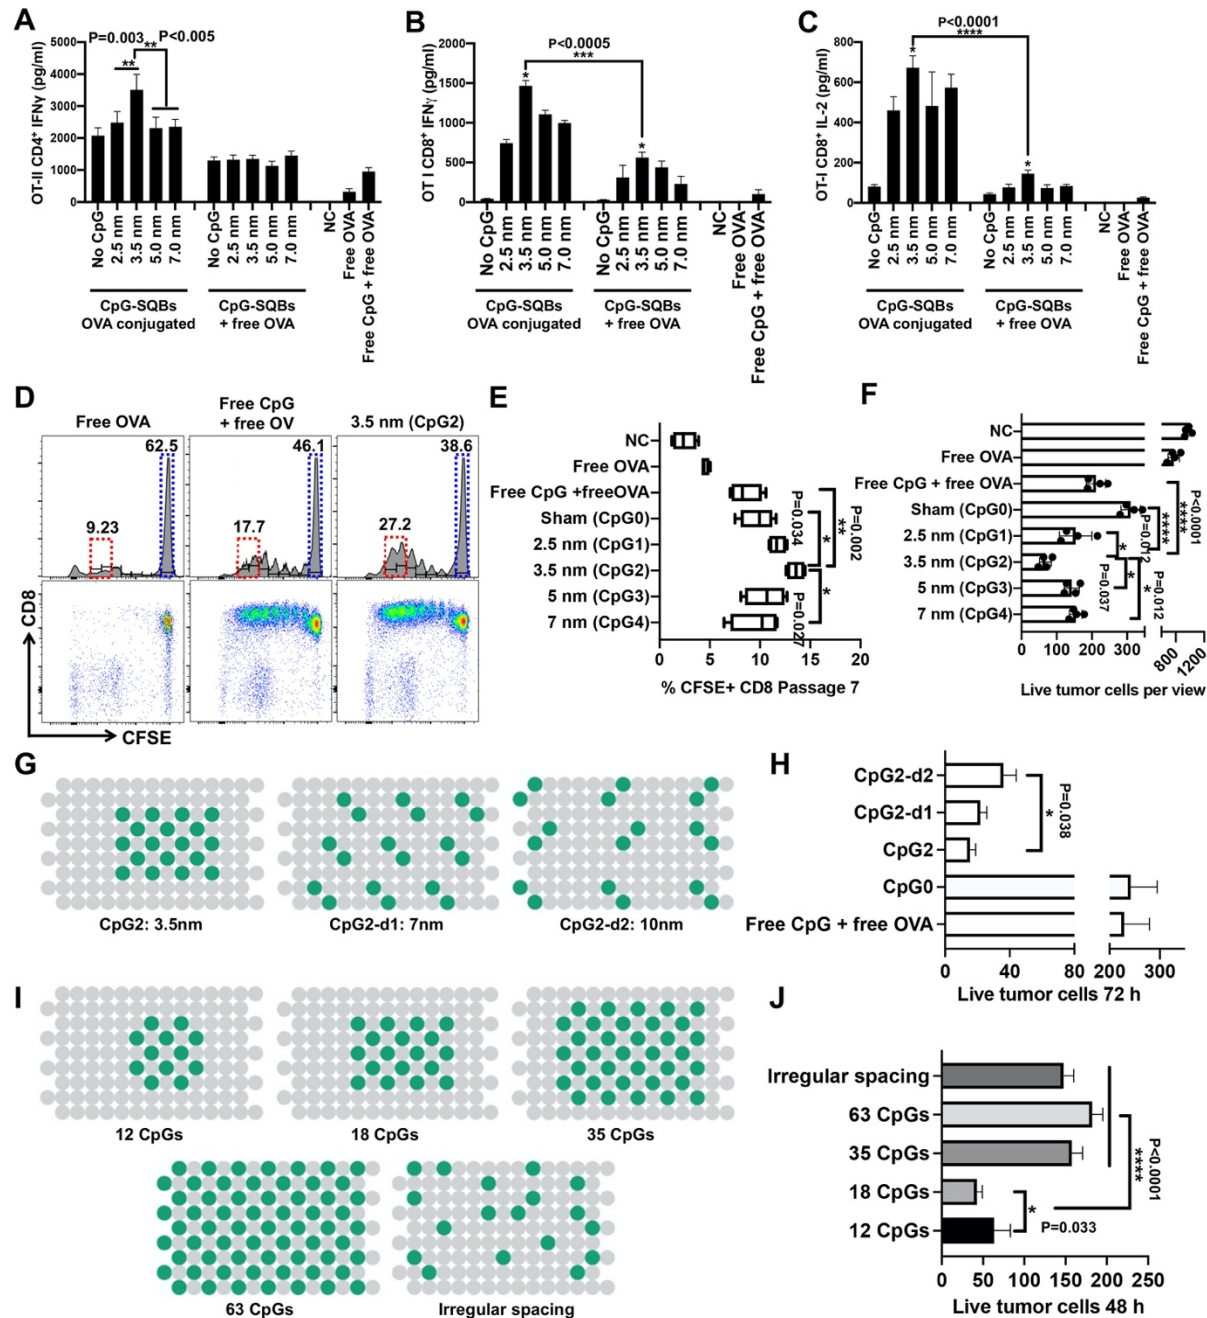 A
P=0.003
P<0.005
**
**
OT-II CD4+ IFNγ (pg/ml)
5000
4000
3000
2000
1000
0
No CpG
2.5 nm
3.5 nm
5.0 nm
7.0 nm
No CpG
2.5 nm
3.5 nm
5.0 nm
7.0 nm
NC
Free OVA
Free CpG + free OVA
CpG-SQBs
OVA conjugated
CpG-SQBs
+ free OVA
B
P<0.0005
***
*
*
OT I CD8+ IFNγ (pg/ml)
2000
1500
1000
500
0
No CpG
2.5 nm
3.5 nm
5.0 nm
7.0 nm
No CpG
2.5 nm
3.5 nm
5.0 nm
7.0 nm
NC
Free OVA
Free CpG + free OVA
CpG-SQBs
OVA conjugated
CpG-SQBs
+ free OVA
C
P<0.0001
****
*
*
OT-I CD8+ IL-2 (pg/ml)
800
600
400
200
0
No CpG
2.5 nm
3.5 nm
5.0 nm
7.0 nm
No CpG
2.5 nm
3.5 nm
5.0 nm
7.0 nm
NC
Free OVA
Free CpG + free OVA
CpG-SQBs
OVA conjugated
CpG-SQBs
+ free OVA
D
Free OVA
Free CpG
+ free OV
3.5 nm (CpG2)
62.5
9.23
46.1
17.7
38.6
27.2
CD8
CFSE
E
NC
Free OVA
Free CpG +freeOVA
Sham (CpG0)
2.5 nm (CpG1)
3.5 nm (CpG2)
5 nm (CpG3)
7 nm (CpG4)
P=0.034
*
**
P=0.002
*
P=0.027
0
5
10
15
20
% CFSE+ CD8 Passage 7
F
NC
Free OVA
Free CpG + free OVA
Sham (CpG0)
2.5 nm (CpG1)
3.5 nm (CpG2)
5 nm (CpG3)
7 nm (CpG4)
P=0.012
****
****
P<0.0001
*
*
*
P=0.037
P=0.0012
0
100
200
300
800
1200
Live tumor cells per view
G
CpG2: 3.5nm
CpG2-d1: 7nm
CpG2-d2: 10nm
H
CpG2-d2
CpG2-d1
CpG2
CpG0
Free CpG + free OVA
*
P=0.038
0
40
80
200
300
Live tumor cells 72 h
I
12 CpGs
18 CpGs
35 CpGs
63 CpGs
Irregular spacing
J
Irregular spacing
63 CpGs
35 CpGs
18 CpGs
12 CpGs
*
P=0.033
****
P<0.0001
0
50
100
150
200
250
Live tumor cells 48 h